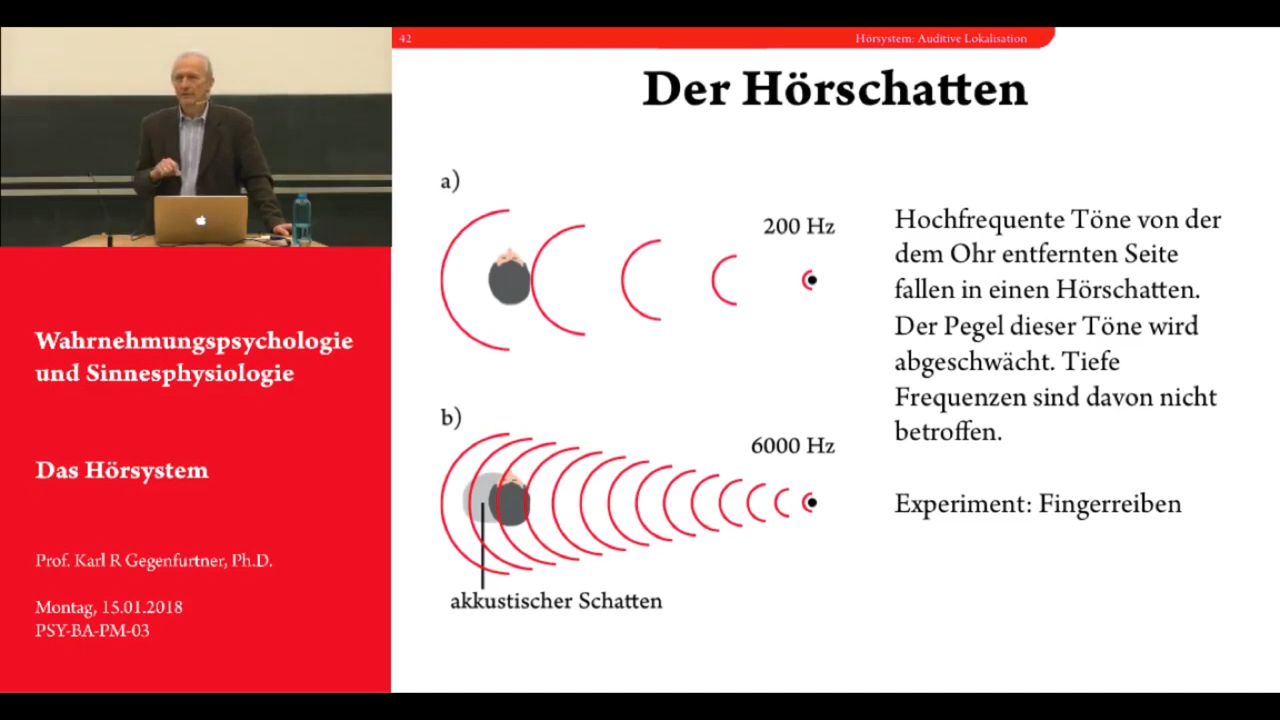 42
Hörsystem: Auditive Lokalisation
Der Hörschatten
a)
200 Hz
b)
6000 Hz
akkustischer Schatten
Hochfrequente Töne von der
dem Ohr entfernten Seite
fallen in einen Hörschatten.
Der Pegel dieser Töne wird
abgeschwächt. Tiefe
Frequenzen sind davon nicht
betroffen.
Experiment: Fingerreiben
Wahrnehmungspsychologie
und Sinnesphysiologie
Das Hörsystem
Prof. Karl R Gegenfurtner, Ph.D.
Montag, 15.01.2018
PSY-BA-PM-03